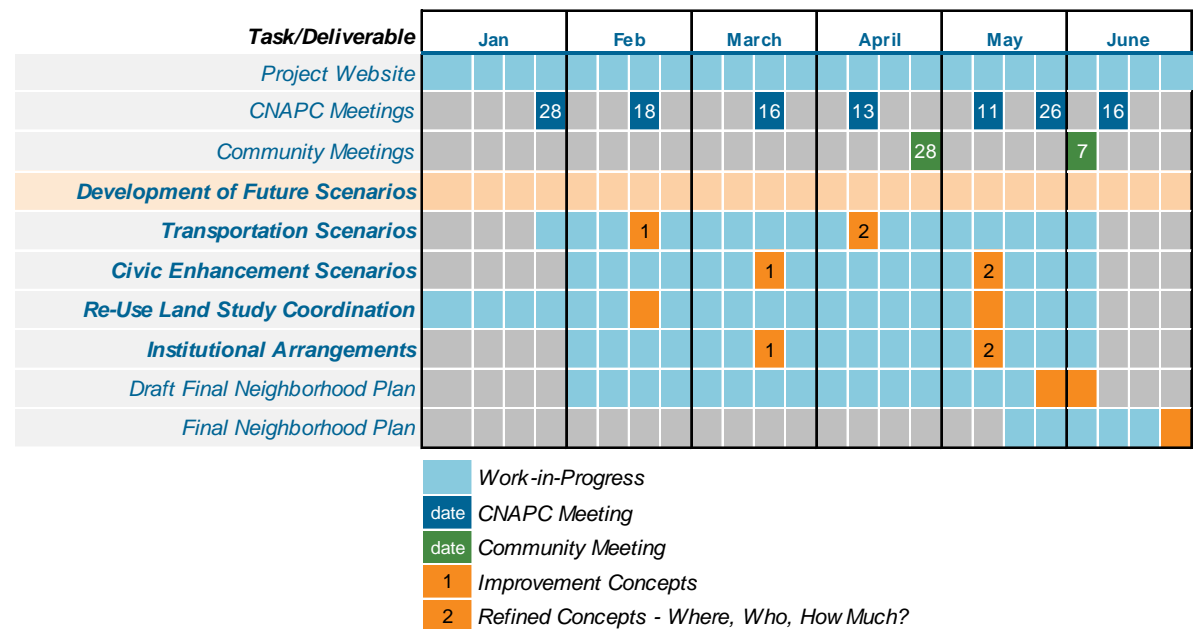 Task/Deliverable Jan Feb March April May June
Project Website
CNAPC Meetings 28 18 16 13 11 26 16
Community Meetings 28 7
Development of Future Scenarios
Transportation Scenarios 1 2
Civic Enhancement Scenarios 1 2
Re-Use Land Study Coordination
Institutional Arrangements 1 2
Draft Final Neighborhood Plan
Final Neighborhood Plan
Work-in-Progress
date CNAPC Meeting
date Community Meeting
1 Improvement Concepts
2 Refined Concepts - Where, Who, How Much?